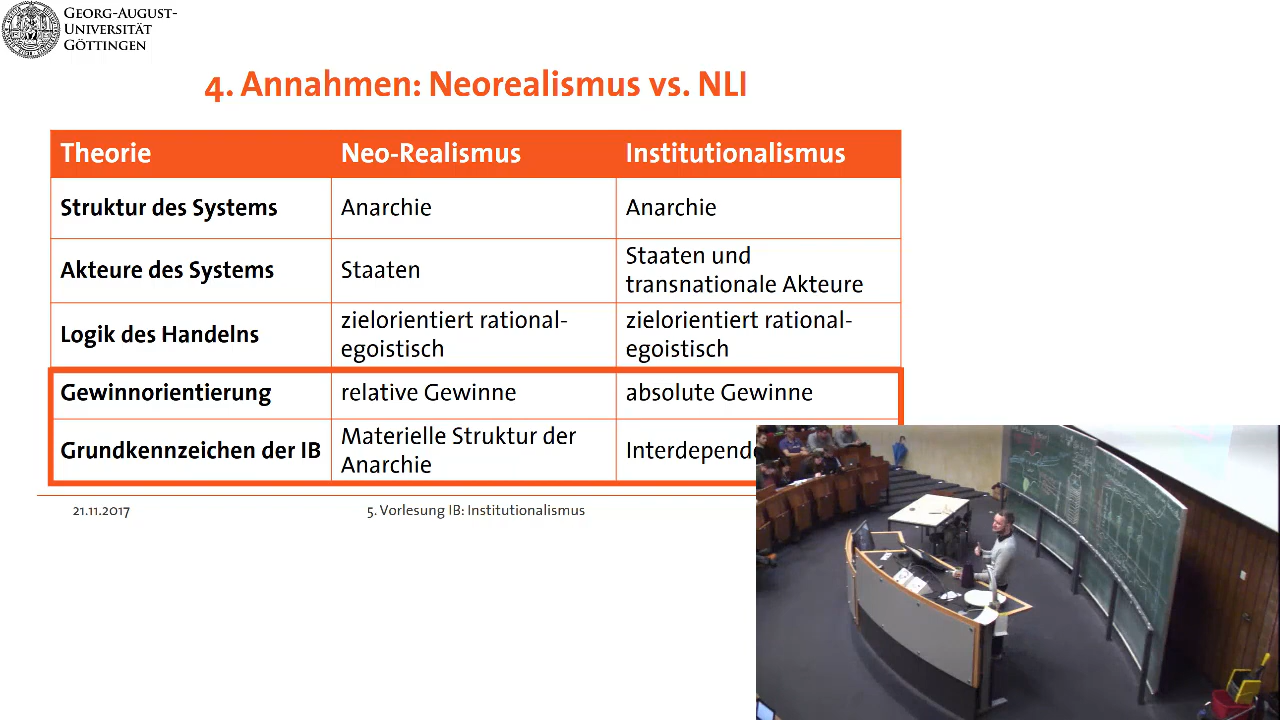 GEORG-AUGUST-
UNIVERSITÄT
GÖTTINGEN
4. Annahmen: Neorealismus vs. NLI
Theorie Neo-Realismus Institutionalismus
Struktur des Systems Anarchie Anarchie
Akteure des Systems Staaten Staaten und
transnationale Akteure
Logik des Handelns zielorientiert rational-
egoistisch zielorientiert rational-
egoistisch
Gewinnorientierung relative Gewinne absolute Gewinne
Grundkennzeichen der IB Materielle Struktur der
Anarchie
21.11.2017 5. Vorlesung IB: Institutionalismus